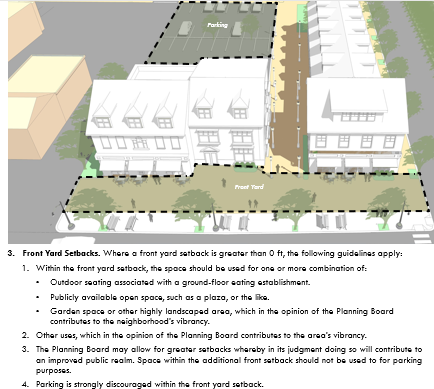 Parking
Front Yard
3. Front Yard Setbacks. Where a front yard setback is greater than 0 ft, the following guidelines apply:
1. Within the front yard setback, the space should be used for one or more combination of:
• Outdoor seating associated with a ground-floor eating establishment.
• Publicly available open space, such as a plaza, or the like.
• Garden space or other highly landscaped area, which in the opinion of the Planning Board
contributes to the neighborhood's vibrancy.
2. Other uses, which in the opinion of the Planning Board contributes to the area's vibrancy.
3. The Planning Board may allow for greater setbacks whereby in its judgment doing so will contribute to
an improved public realm. Space within the additional front setback should not be used to for parking
purposes.
4. Parking is strongly discouraged within the front yard setback.